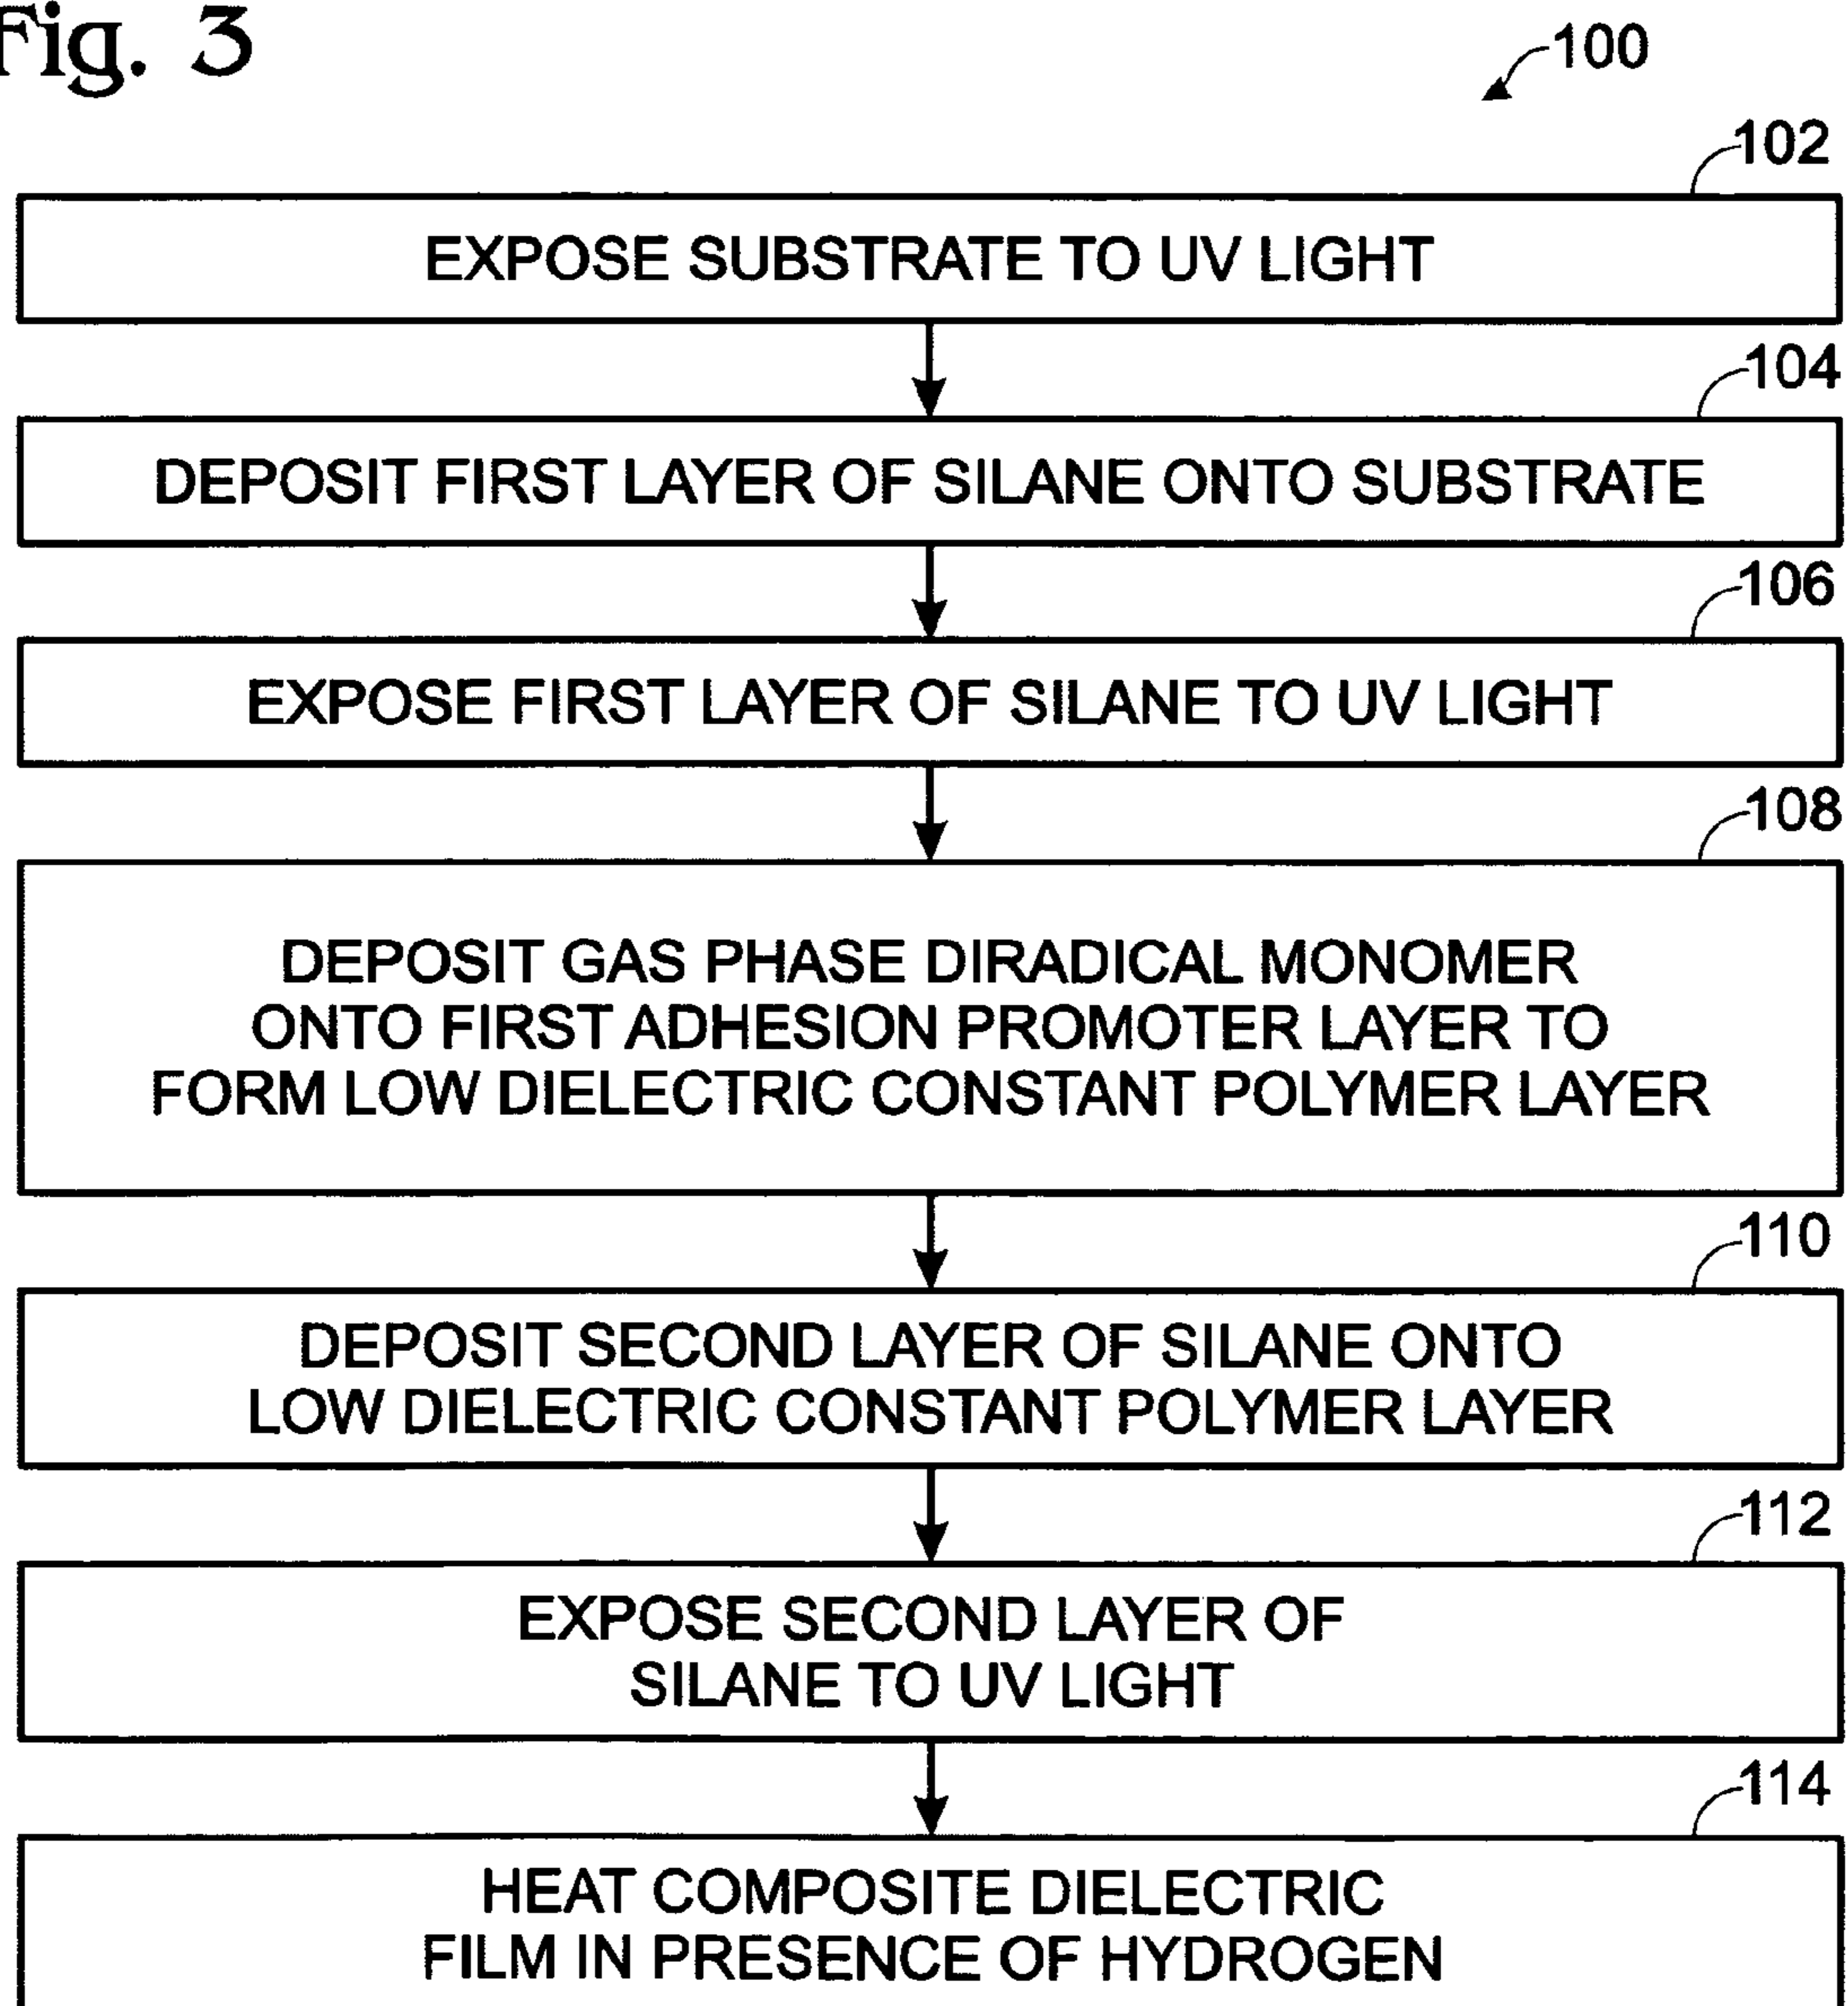 Fig. 3
100
102
EXPOSE SUBSTRATE TO UV LIGHT
104
DEPOSIT FIRST LAYER OF SILANE ONTO SUBSTRATE
106
EXPOSE FIRST LAYER OF SILANE TO UV LIGHT
108
DEPOSIT GAS PHASE DIRADICAL MONOMER
ONTO FIRST ADHESION PROMOTER LAYER TO
FORM LOW DIELECTRIC CONSTANT POLYMER LAYER
110
DEPOSIT SECOND LAYER OF SILANE ONTO
LOW DIELECTRIC CONSTANT POLYMER LAYER
112
EXPOSE SECOND LAYER OF
SILANE TO UV LIGHT
114
HEAT COMPOSITE DIELECTRIC
FILM IN PRESENCE OF HYDROGEN